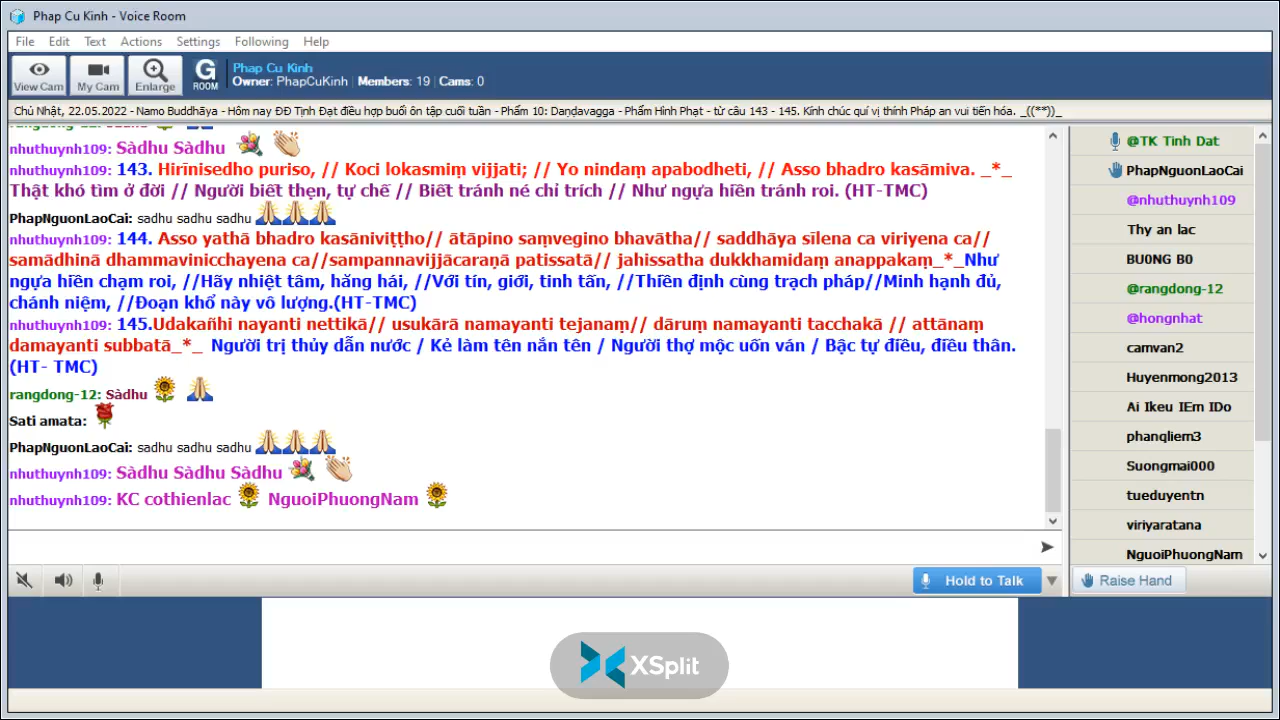 Phap Cu Kinh - Voice Room
File Edit Text Actions Settings Following Help
View Cam My Cam Enlarge G ROOM
Phap Cu Kinh
Owner: PhapCuKinh | Members: 19 | Cams: 0
Chủ Nhật, 22.05.2022 - Namo Buddhāya - Hôm nay ĐĐ Tịnh Đạt điều hợp buổi ôn tập cuối tuần - Phẩm 10: Daṇḍavagga - Phẩm Hình Phạt - từ câu 143 - 145. Kính chúc quí vị thính Pháp an vui tiến hóa. _((**))_
rangdong-12: Sàdhu
nhuthuynh109: Sàdhu Sàdhu
nhuthuynh109: 143. Hirīnisedho puriso, // Koci lokasmiṃ vijjati; // Yo nindaṃ apabodheti, // Asso bhadro kasāmiva. _*_
Thật khó tìm ở đời // Người biết thẹn, tự chế // Biết tránh né chỉ trích // Như ngựa hiền tránh roi. (HT-TMC)
PhapNguonLaoCai: sadhu sadhu sadhu
nhuthuynh109: 144. Asso yathā bhadro kasāniviṭṭho// ātāpino saṃvegino bhavātha// saddhāya sīlena ca viriyena ca//
samādhinā dhammavinicchayena ca//sampannavijjācaraṇā patissatā// jahissatha dukkhamidaṃ anappakaṃ_*_Như
ngựa hiền chạm roi, //Hãy nhiệt tâm, hăng hái, //Với tín, giới, tinh tấn, //Thiền định cùng trạch pháp//Minh hạnh đủ,
chánh niệm, //Đoạn khổ này vô lượng.(HT-TMC)
nhuthuynh109: 145.Udakañhi nayanti nettikā// usukārā namayanti tejanaṃ// dāruṃ namayanti tacchakā // attānaṃ
damayanti subbatā_*_ Người trị thủy dẫn nước / Kẻ làm tên nắn tên / Người thợ mộc uốn ván / Bậc tự điều, điều thân.
(HT- TMC)
rangdong-12: Sàdhu
Sati amata:
PhapNguonLaoCai: sadhu sadhu sadhu
nhuthuynh109: Sàdhu Sàdhu Sàdhu
nhuthuynh109: KC cothienlac NguoiPhuongNam
@TK Tinh Dat
PhapNguonLaoCai
@nhuthuynh109
Thy an lac
BU0NG B0
@rangdong-12
@hongnhat
camvan2
Huyenmong2013
Ai Ikeu IEm IDo
phanqliem3
Suongmai000
tueduyentn
viriyaratana
NguoiPhuongNam
Hold to Talk
Raise Hand
XSplit